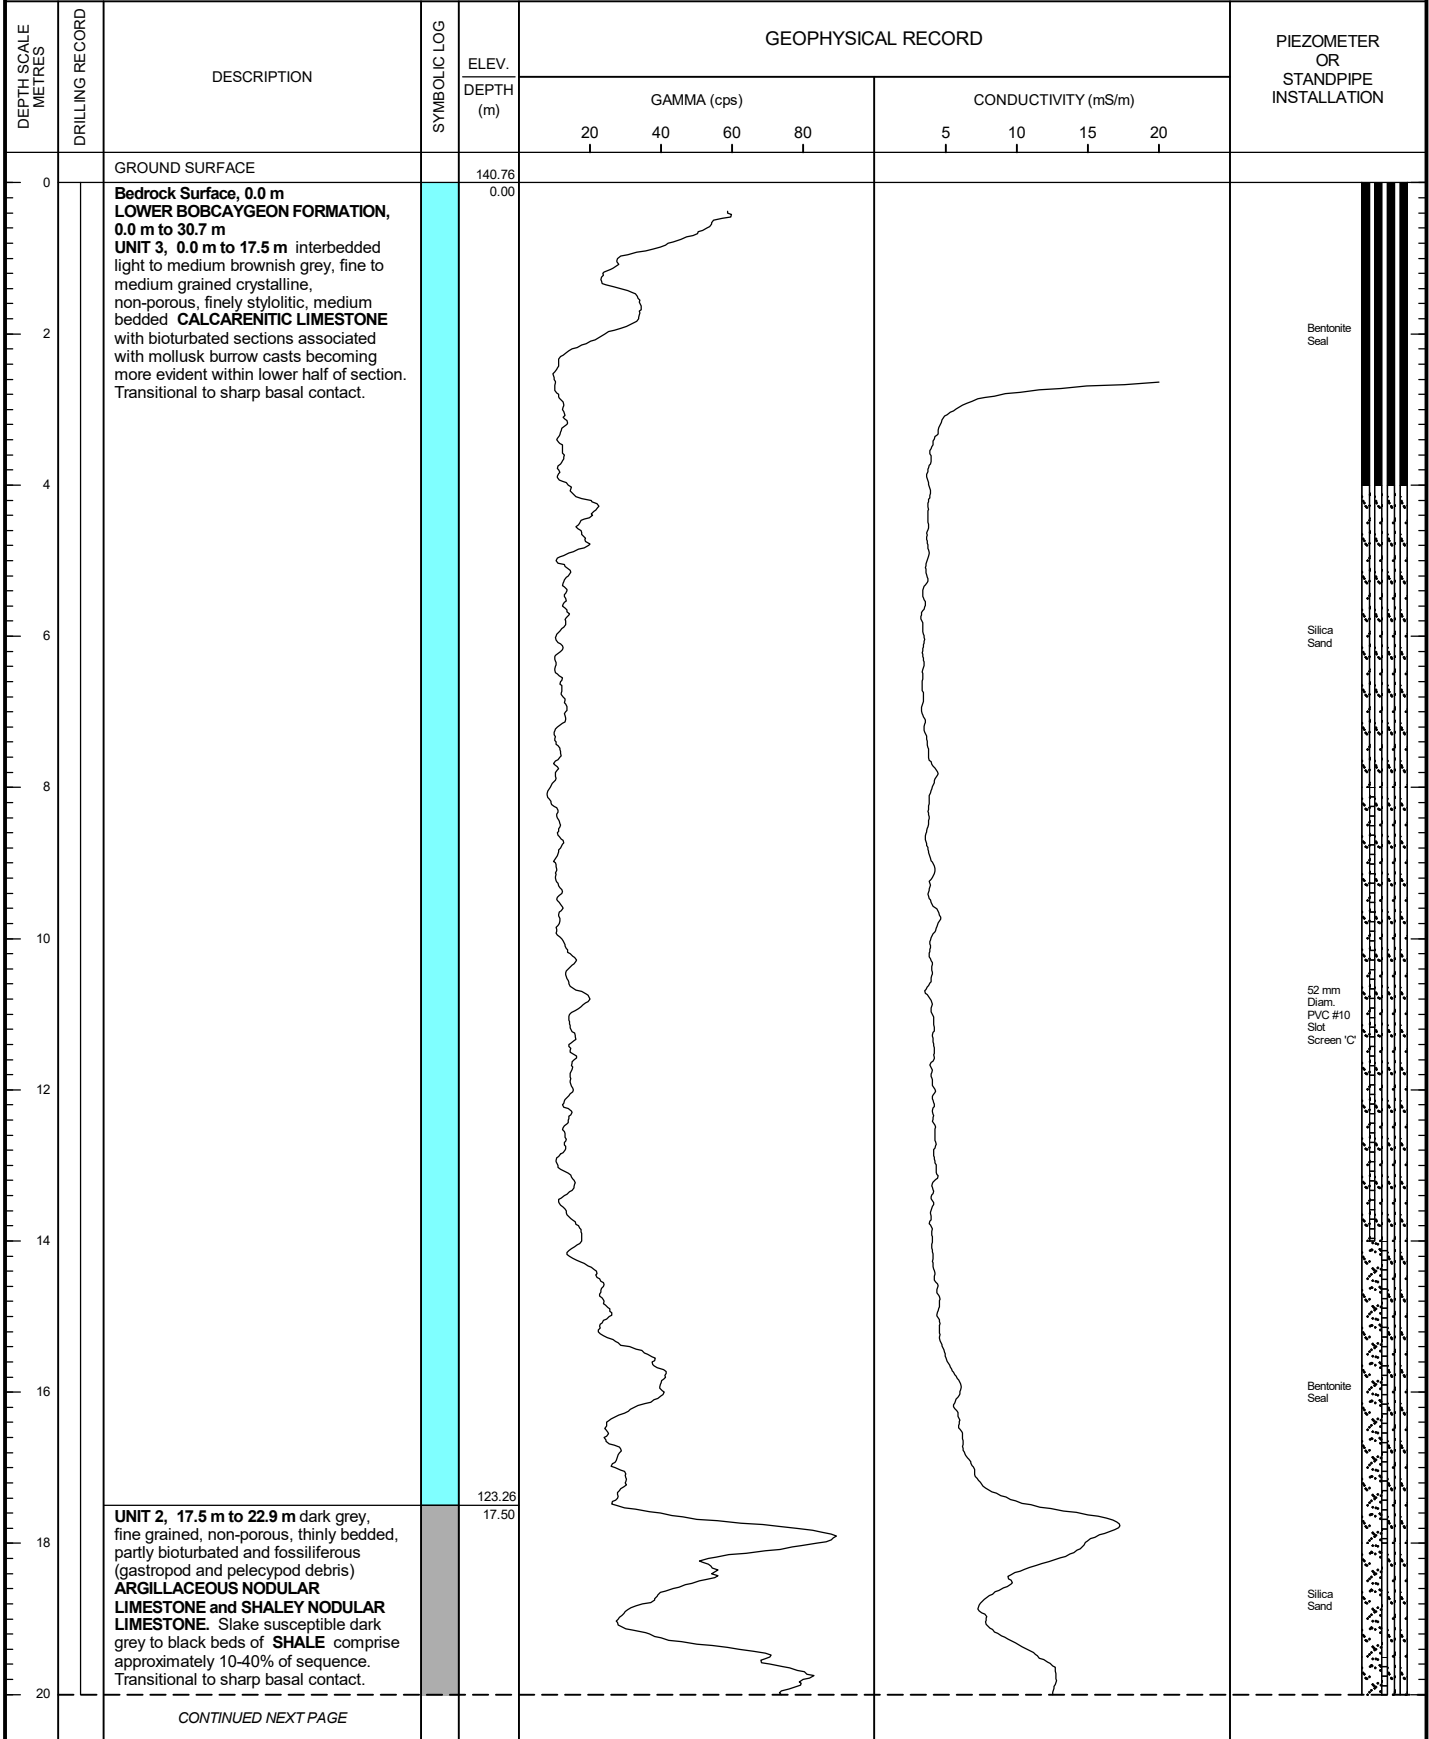 DEPTH SCALE
METRES
DRILLING RECORD
DESCRIPTION
SYMBOLIC LOG
ELEV.
DEPTH
(m)
GEOPHYSICAL RECORD
GAMMA (cps)
20 40 60 80
CONDUCTIVITY (mS/m)
5 10 15 20
PIEZOMETER
OR
STANDPIPE
INSTALLATION
GROUND SURFACE
140.76
0
0.00
Bedrock Surface, 0.0 m
LOWER BOBCAYGEON FORMATION,
0.0 m to 30.7 m
UNIT 3, 0.0 m to 17.5 m interbedded
light to medium brownish grey, fine to
medium grained crystalline,
non-porous, finely stylolitic, medium
bedded CALCARENITIC LIMESTONE
with bioturbated sections associated
with mollusk burrow casts becoming
more evident within lower half of section.
Transitional to sharp basal contact.
2
Bentonite
Seal
4
6
Silica
Sand
8
10
52 mm
Diam.
PVC #10
Slot
Screen 'C'
12
14
16
Bentonite
Seal
123.26
17.50
UNIT 2, 17.5 m to 22.9 m dark grey,
fine grained, non-porous, thinly bedded,
partly bioturbated and fossiliferous
(gastropod and pelecypod debris)
ARGILLACEOUS NODULAR
LIMESTONE and SHALEY NODULAR
LIMESTONE. Slake susceptible dark
grey to black beds of SHALE comprise
approximately 10-40% of sequence.
Transitional to sharp basal contact.
18
Silica
Sand
20
CONTINUED NEXT PAGE